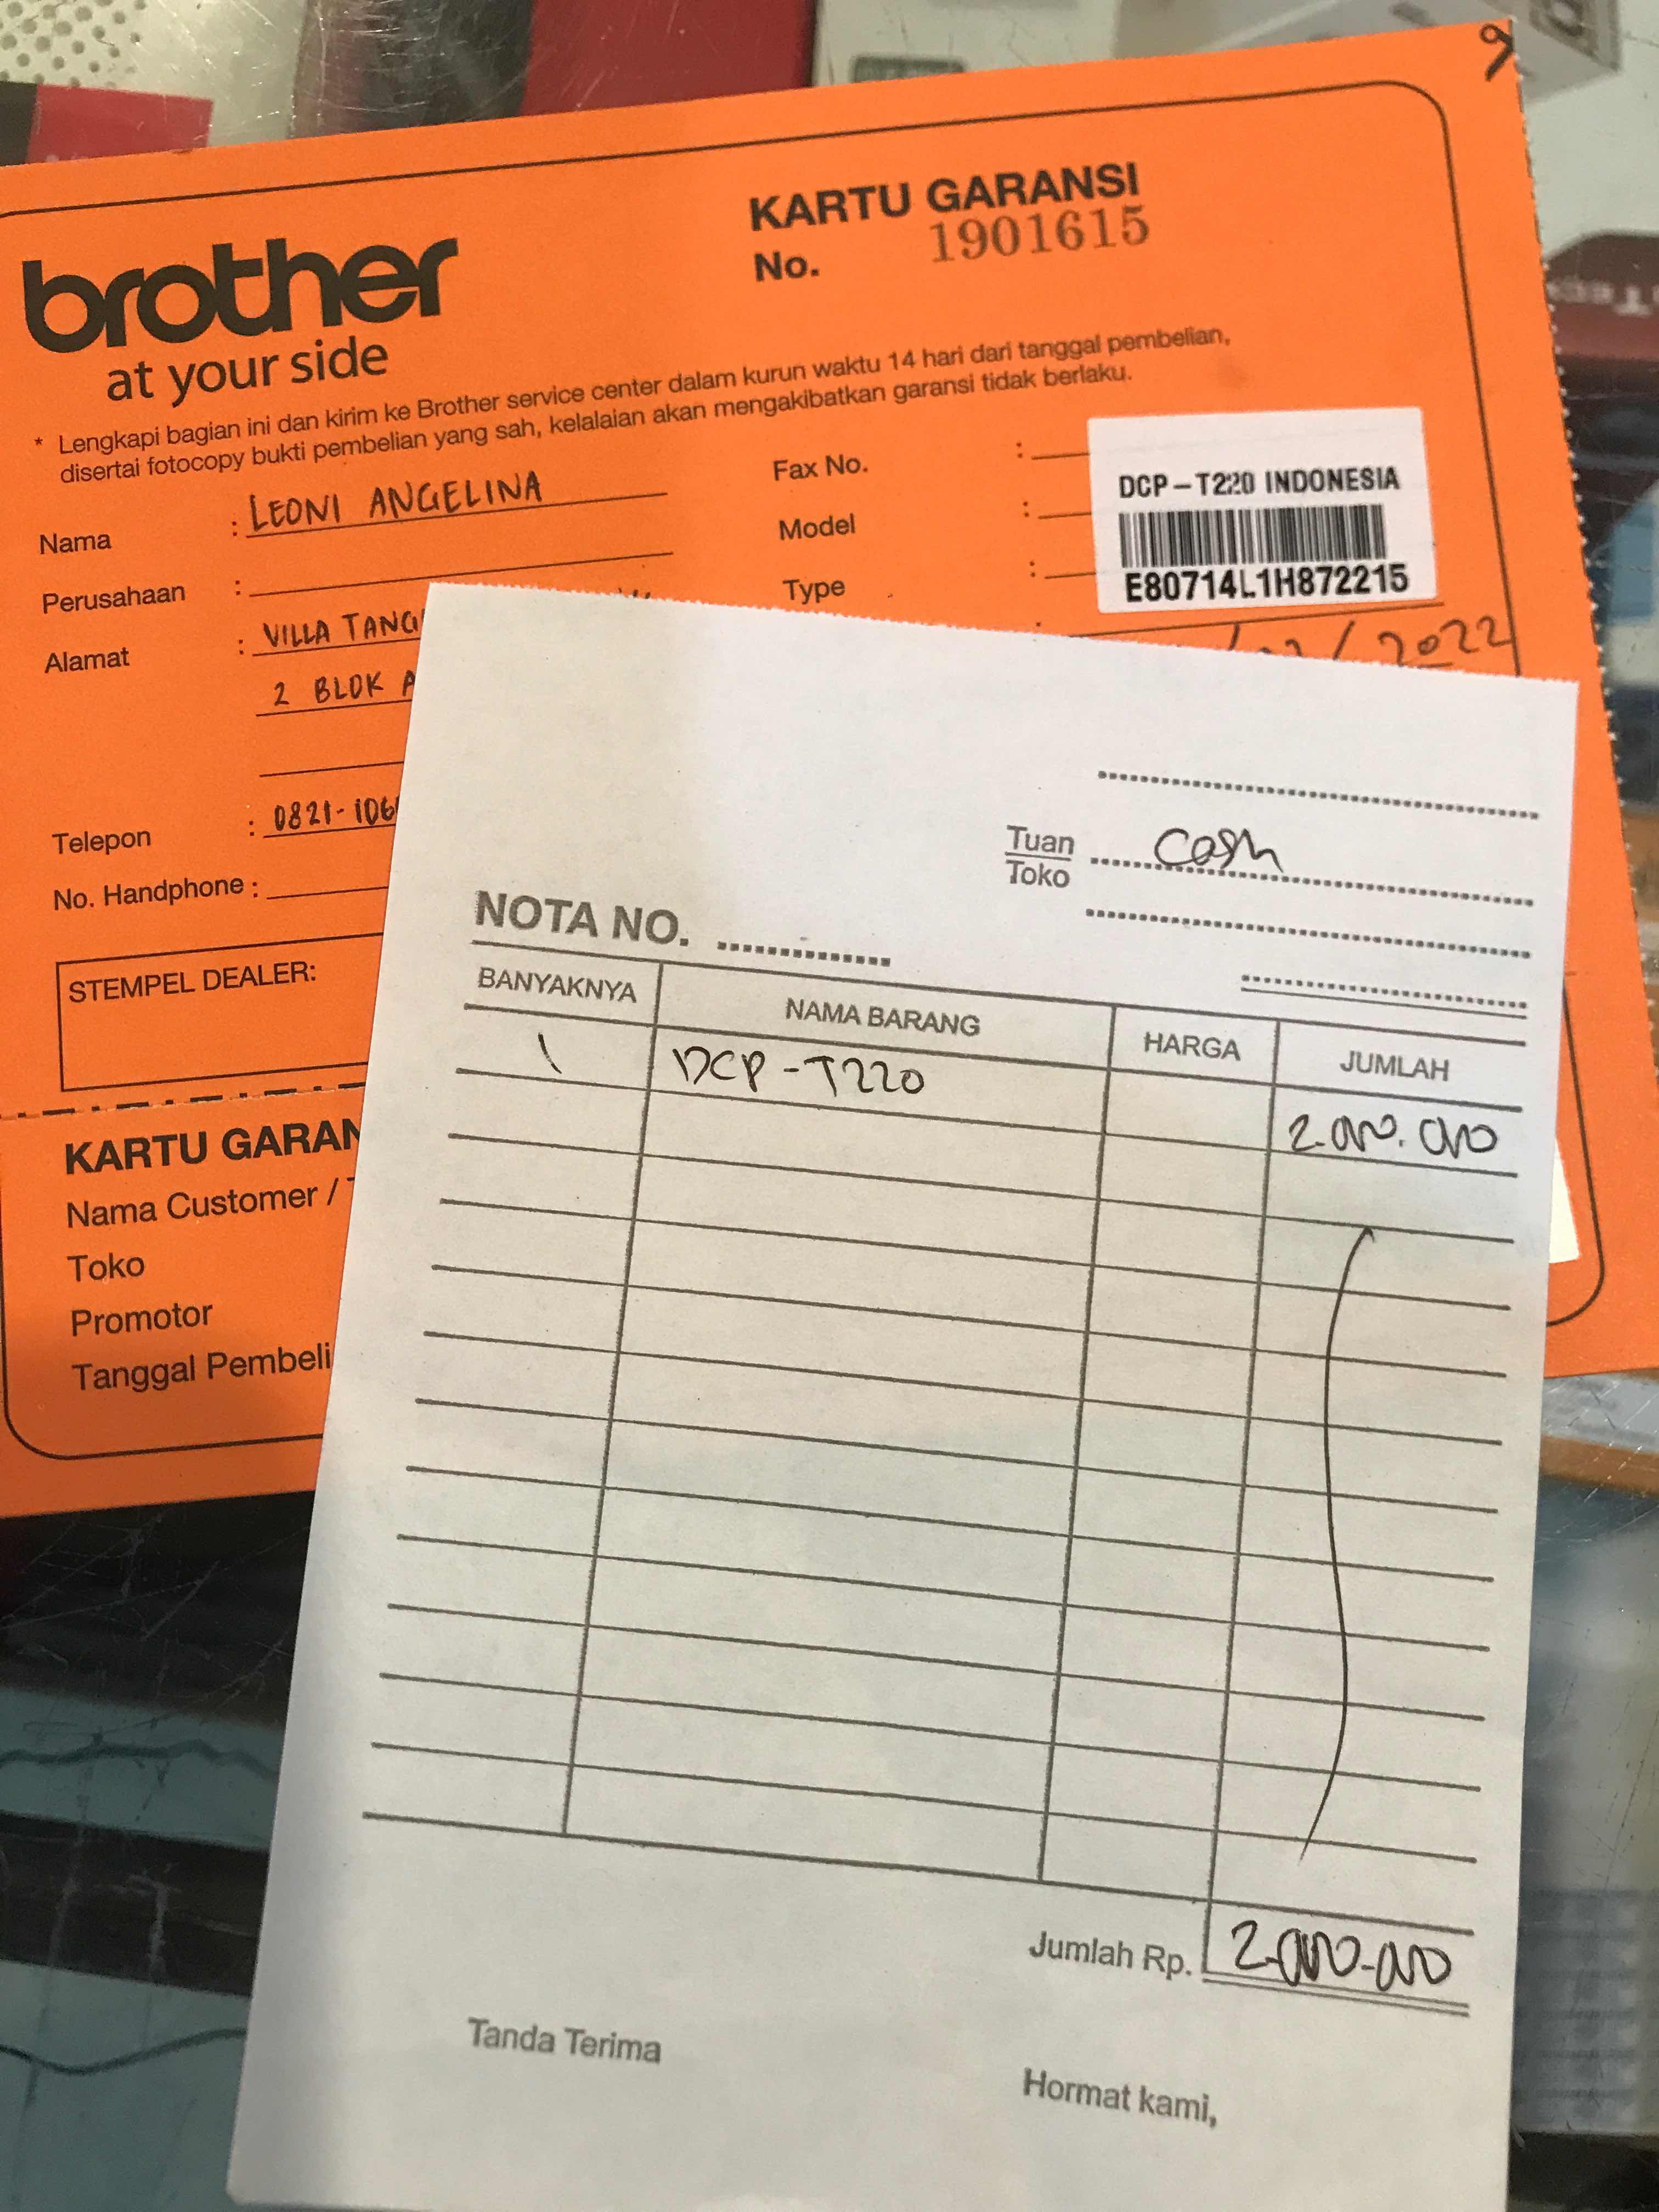 brother
at your side
KARTU GARANSI
No. 1901615
* Lengkapi bagian ini dan kirim ke Brother service center dalam kurun waktu 14 hari dari tanggal pembelian,
disertai fotocopy bukti pembelian yang sah, kelalaian akan mengakibatkan garansi tidak berlaku.
Nama : LEONI ANGELINA
Perusahaan :
Alamat : VILLA TANG
2 BLOK A
Telepon : 0821-106
No. Handphone :
Fax No. :
Model :
Type :
DCP-T220 INDONESIA
E80714L1H872215
/ 2022
STEMPEL DEALER:
KARTU GARAN
Nama Customer /
Toko
Promotor
Tanggal Pembeli
Tuan Cash
Toko
NOTA NO.
BANYAKNYA NAMA BARANG HARGA JUMLAH
1 DCP-T220
2.000.000
Jumlah Rp. 2.000.000
Tanda Terima
Hormat kami,